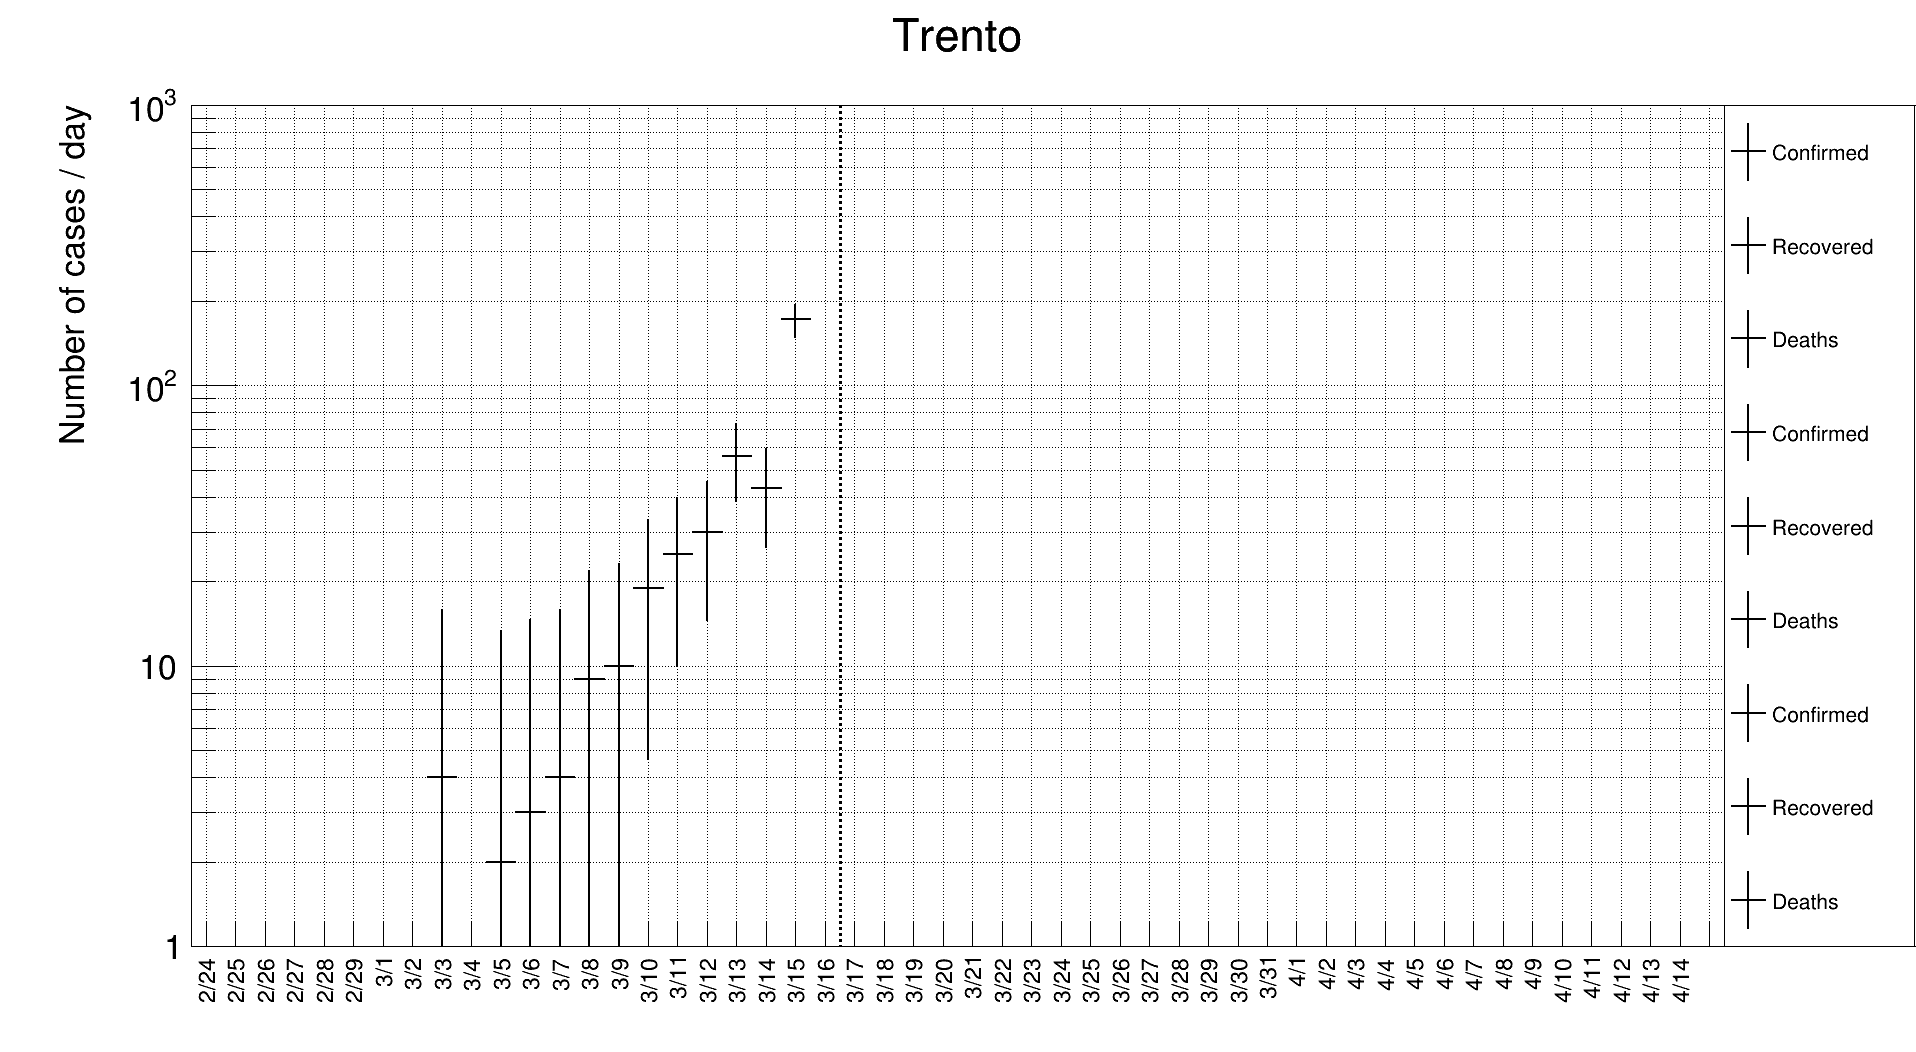 Trento
Number of cases / day
10³
10²
10
1
2/24 2/25 2/26 2/27 2/28 2/29 3/1 3/2 3/3 3/4 3/5 3/6 3/7 3/8 3/9 3/10 3/11 3/12 3/13 3/14 3/15 3/16 3/17 3/18 3/19 3/20 3/21 3/22 3/23 3/24 3/25 3/26 3/27 3/28 3/29 3/30 3/31 4/1 4/2 4/3 4/4 4/5 4/6 4/7 4/8 4/9 4/10 4/11 4/12 4/13 4/14
Confirmed
Recovered
Deaths
Confirmed
Recovered
Deaths
Confirmed
Recovered
Deaths